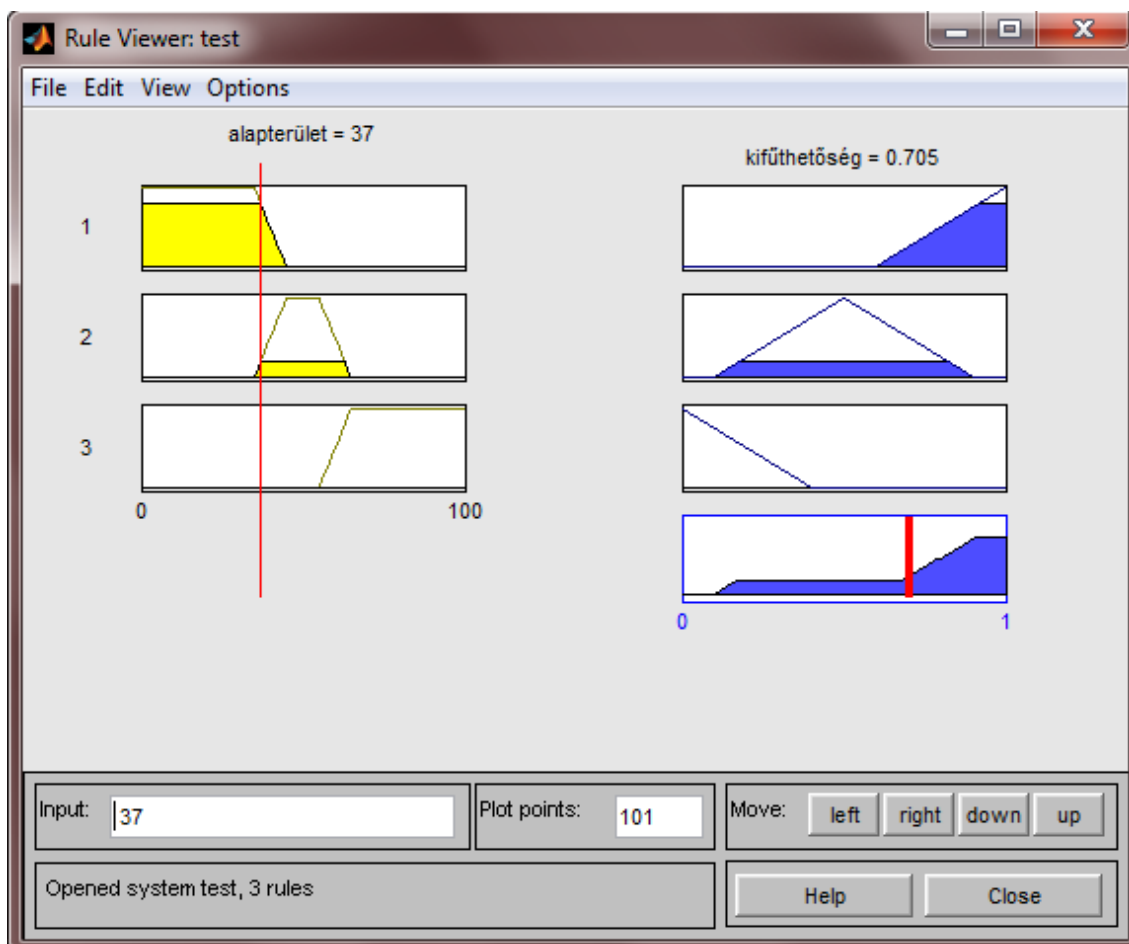 Rule Viewer: test
File Edit View Options
alapterület = 37
kifűthetőség = 0.705
1
2
3
0 100
0 1
Input: 37 Plot points: 101 Move: left right down up
Opened system test, 3 rules Help Close